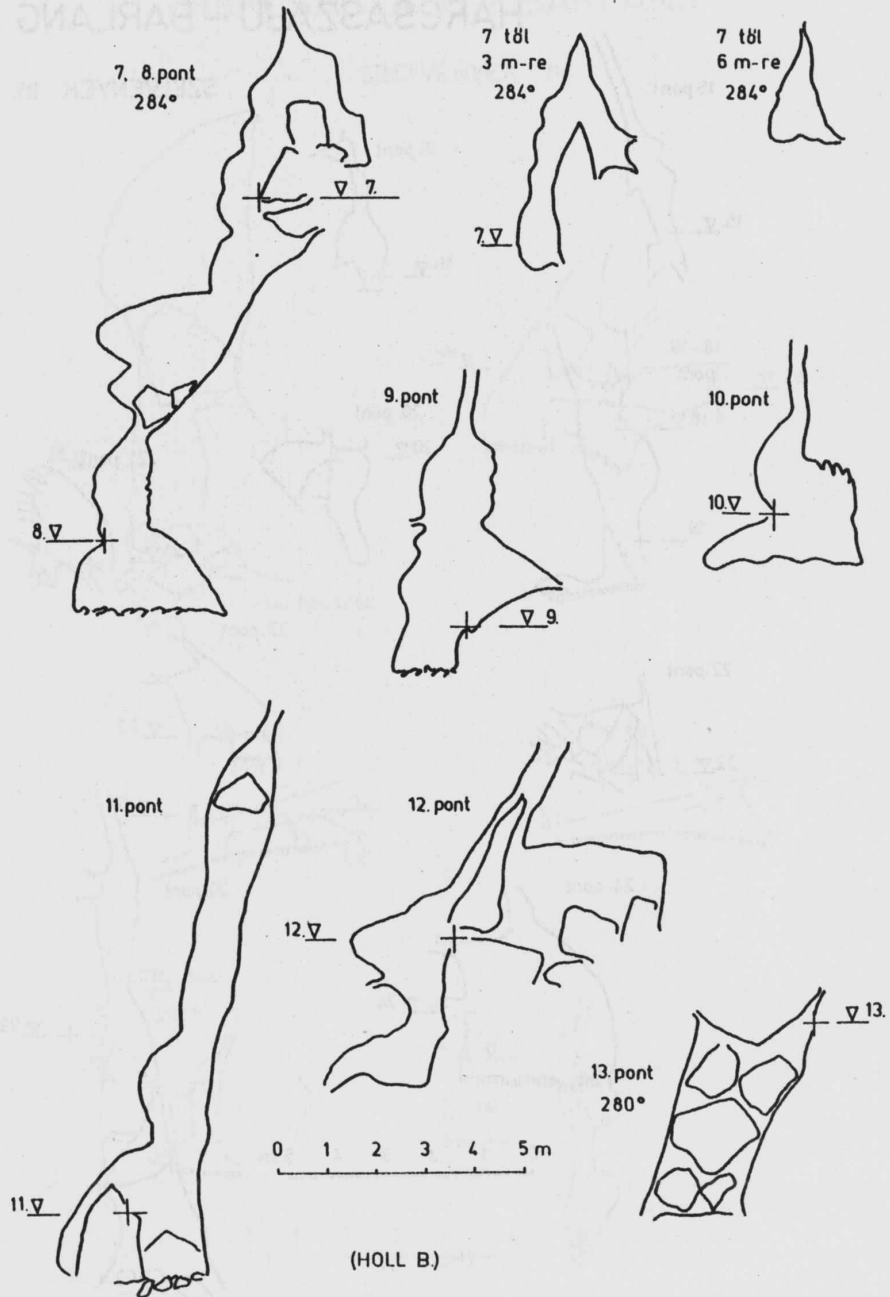 7, 8. pont
284°
7 től
3 m-re
284°
7 től
6 m-re
284°
▽ 7.
7. ▽
9. pont
10. pont
10. ▽
8. ▽
▽ 9.
11. pont
12. pont
12. ▽
▽ 13.
13. pont
280°
0 1 2 3 4 5 m
11. ▽
(HOLL B.)
HARCSASZÁJÚ - BARLANG